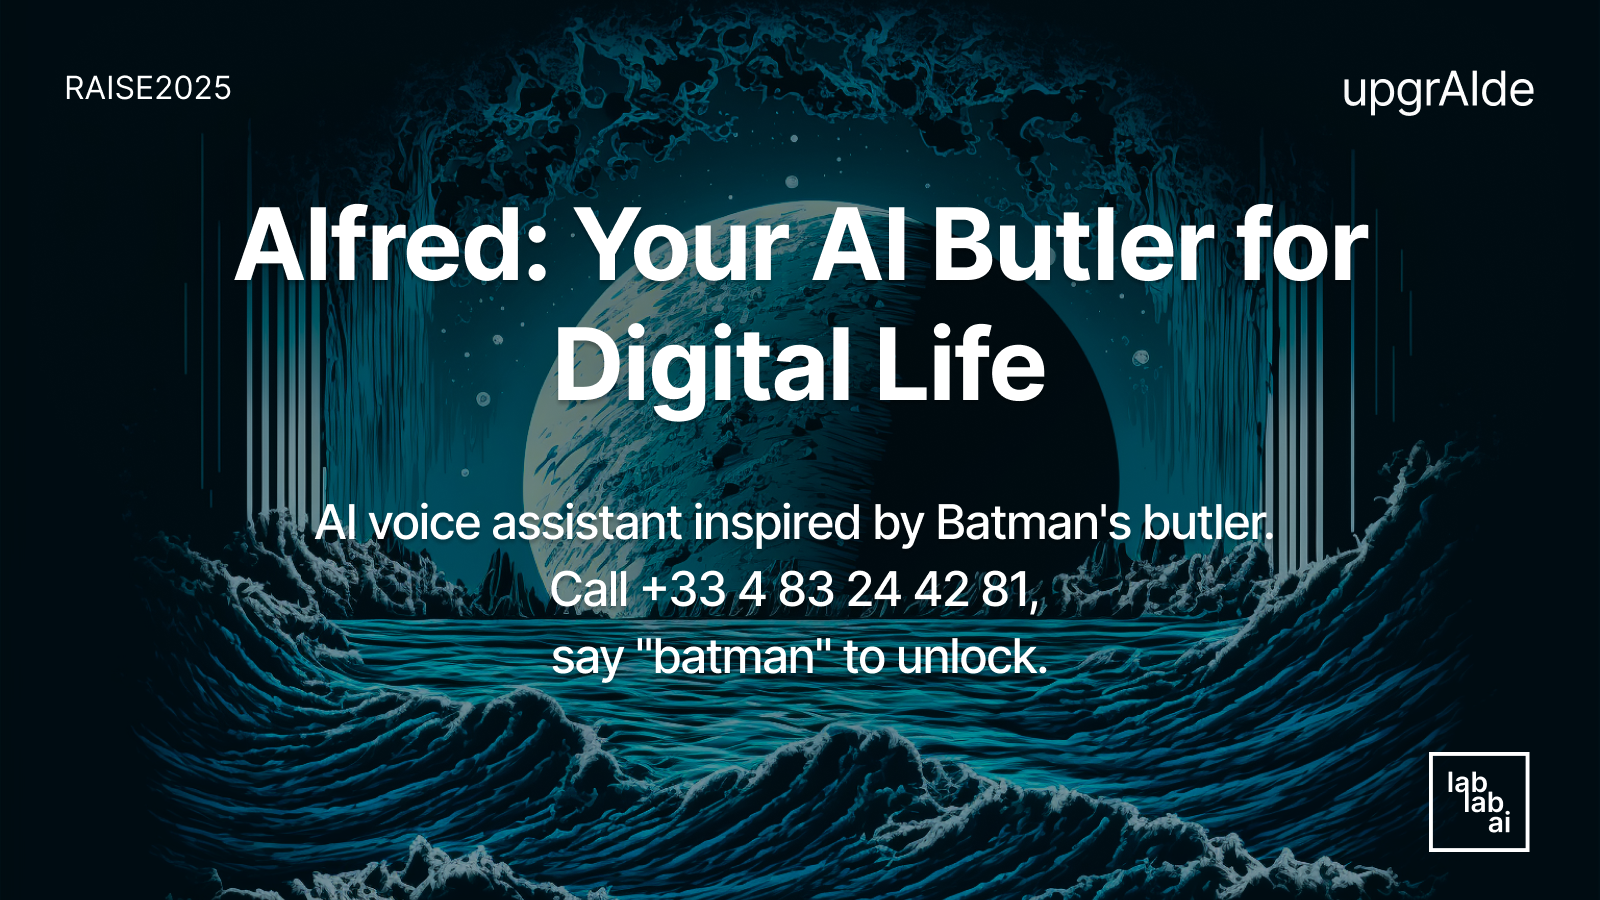 RAISE2025
upgrAIde
Alfred: Your AI Butler for
Digital Life
AI voice assistant inspired by Batman's butler.
Call +33 4 83 24 42 81,
say "batman" to unlock.
lab
lab
ai